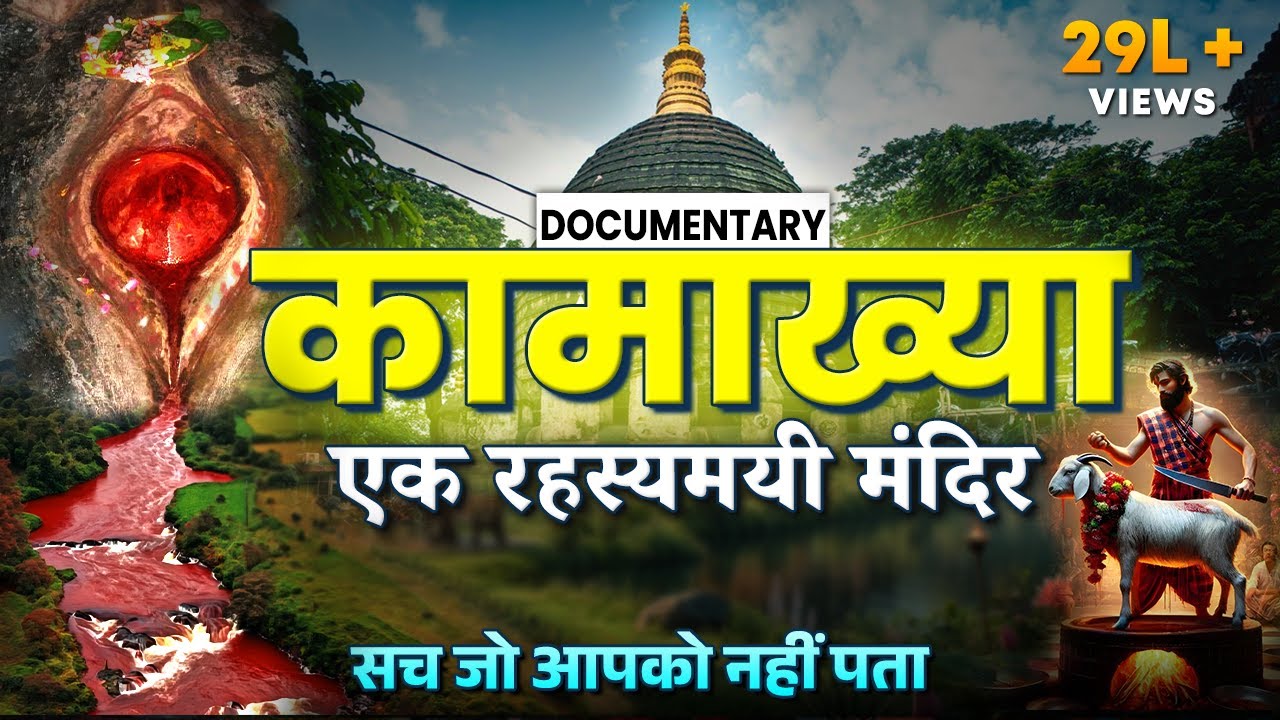 29L +
VIEWS
DOCUMENTARY
कामाख्या
एक रहस्यमयी मंदिर
सच जो आपको नहीं पता